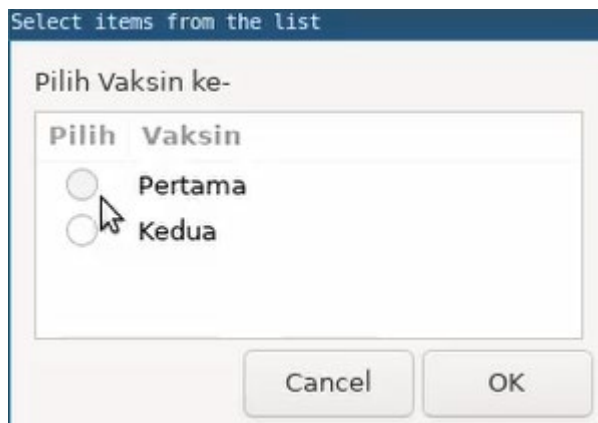 Select items from the list
Pilih Vaksin ke-
Pilih Vaksin
Pertama
Kedua
Cancel OK